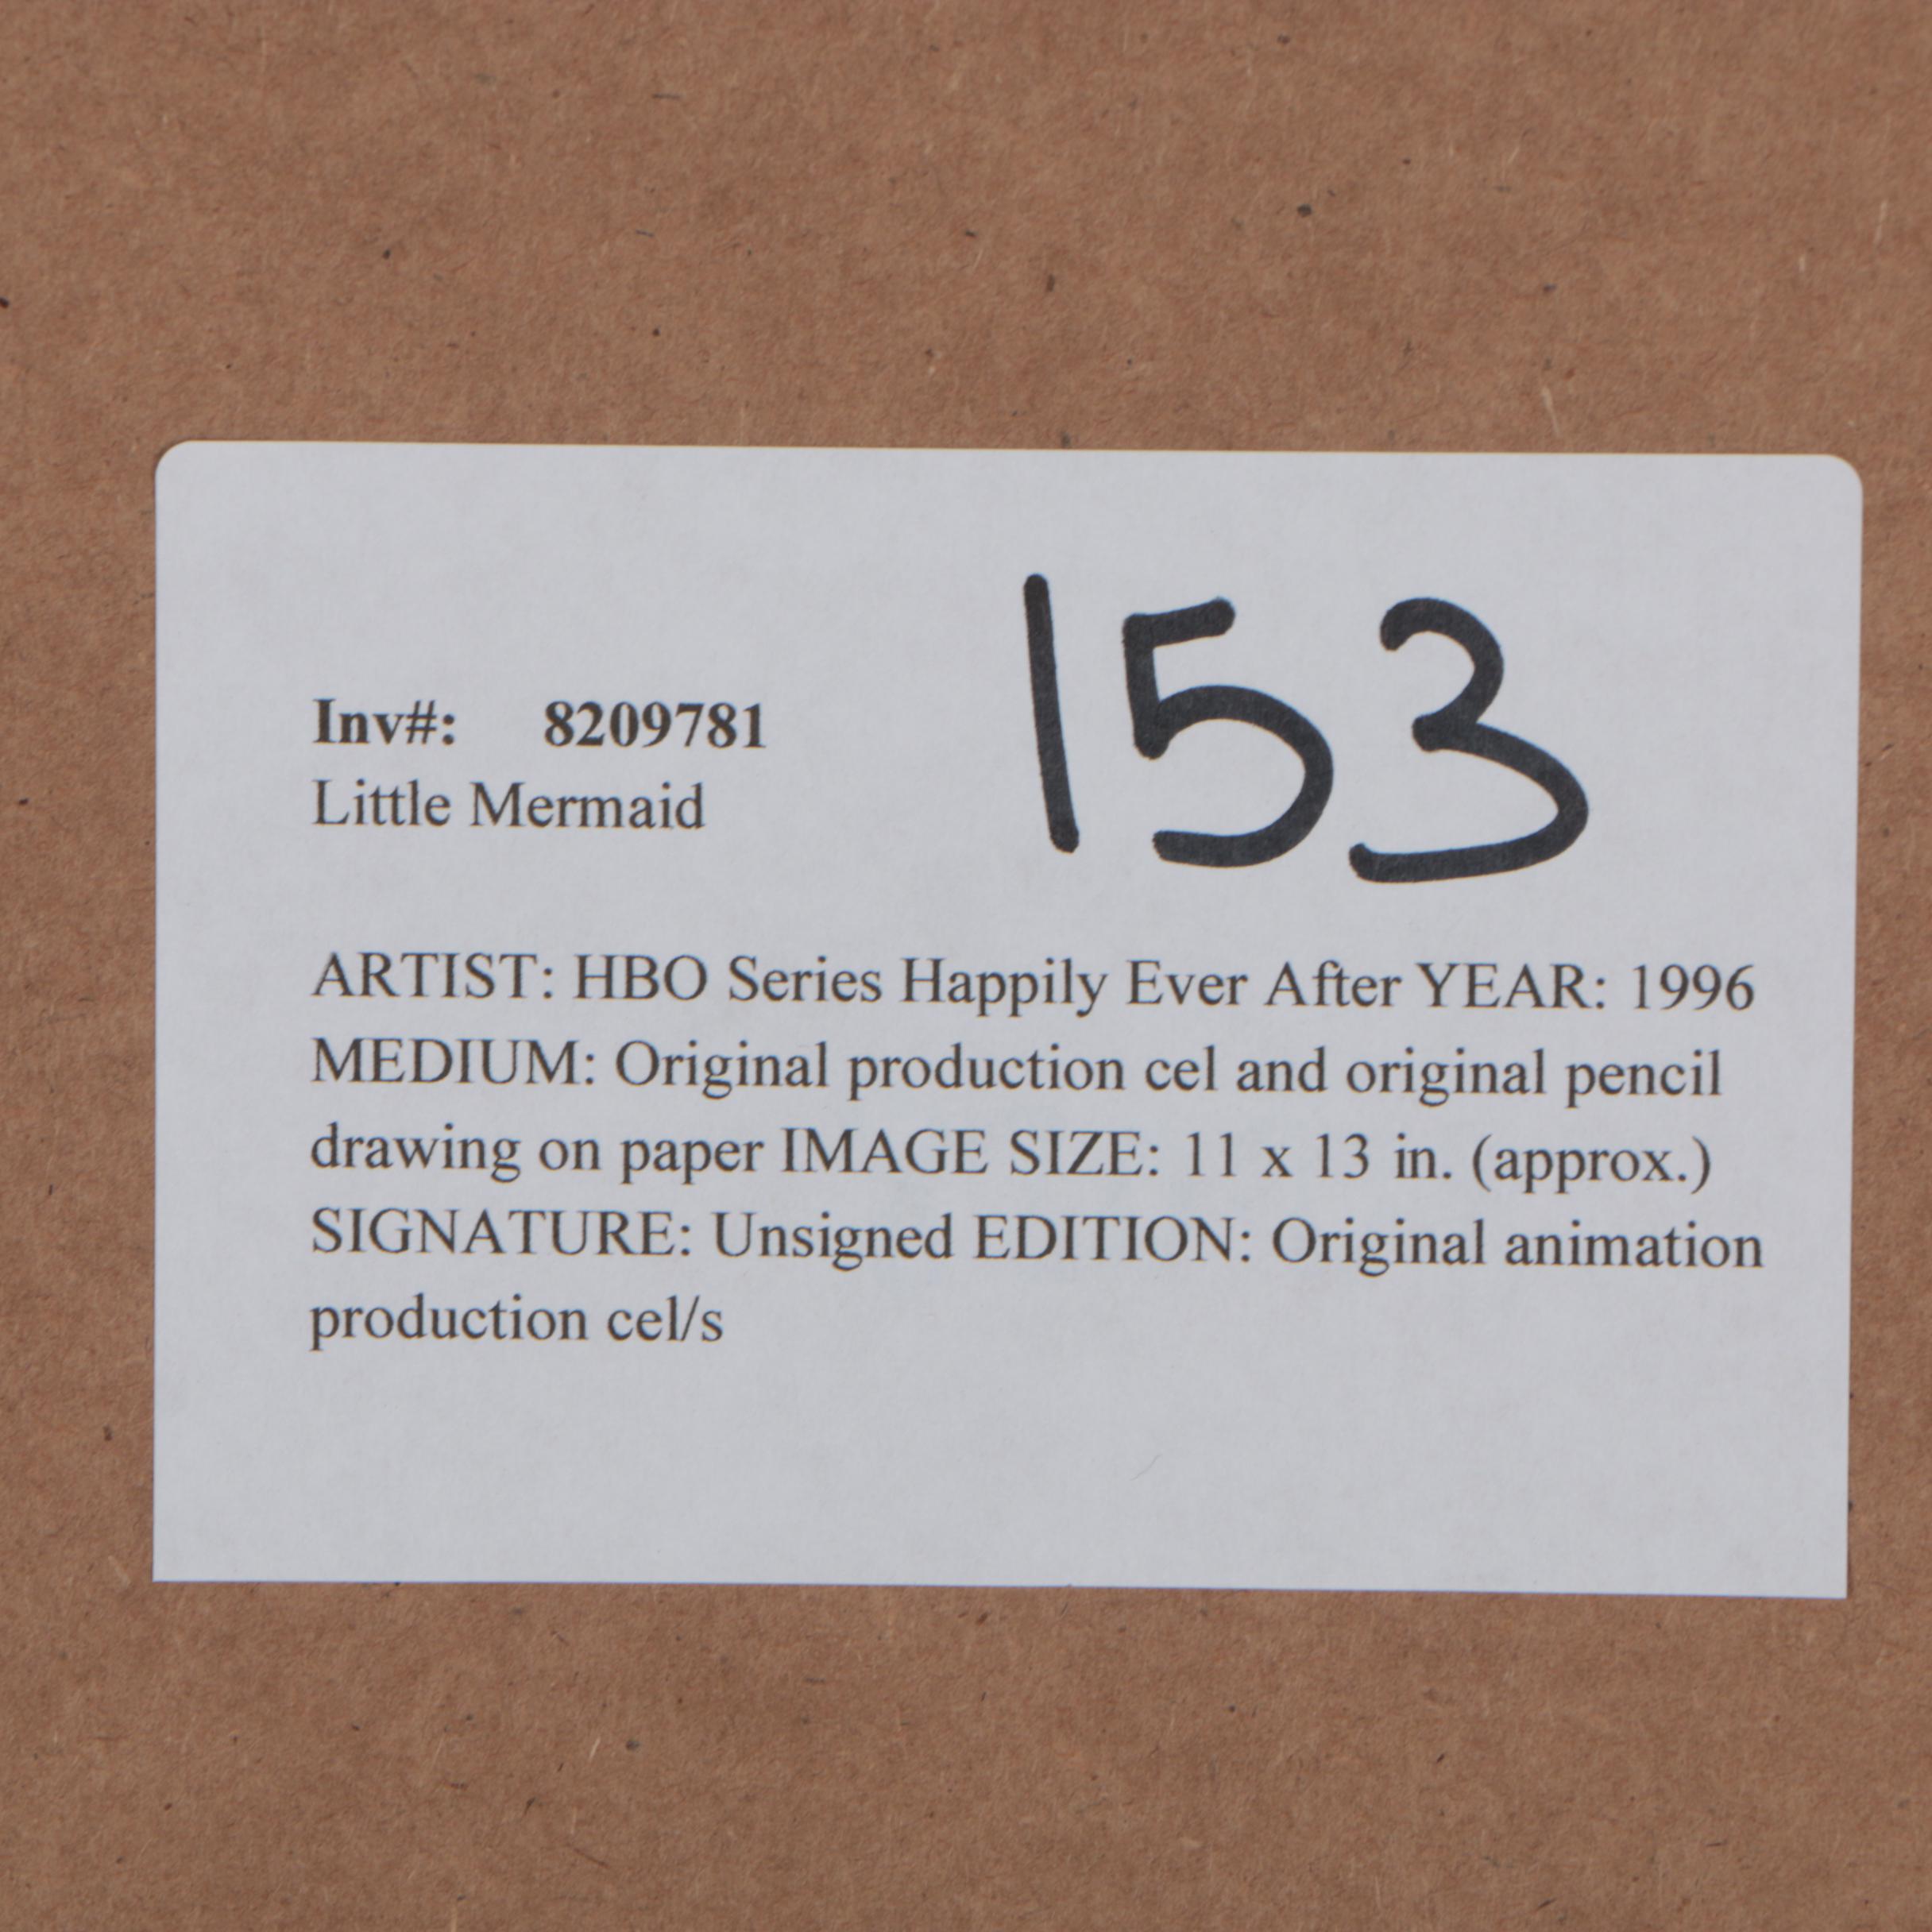 153
Inv#: 8209781
Little Mermaid
ARTIST: HBO Series Happily Ever After YEAR: 1996
MEDIUM: Original production cel and original pencil
drawing on paper IMAGE SIZE: 11 x 13 in. (approx.)
SIGNATURE: Unsigned EDITION: Original animation
production cel/s